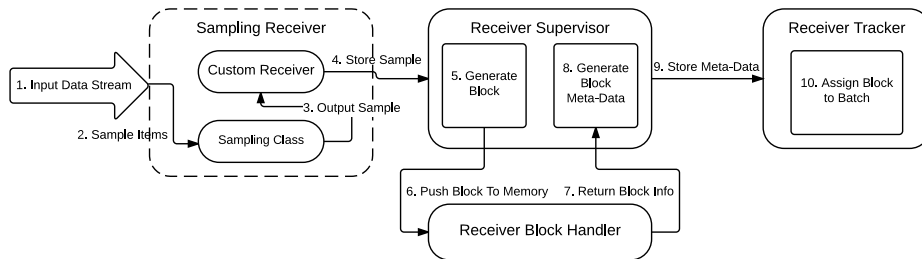 Sampling Receiver
Receiver Supervisor
Receiver Tracker
1. Input Data Stream
Custom Receiver
4. Store Sample
5. Generate
Block
8. Generate
Block
Meta-Data
9. Store Meta-Data
10. Assign Block
to Batch
3. Output Sample
2. Sample Items
Sampling Class
6. Push Block To Memory
7. Return Block Info
Receiver Block Handler